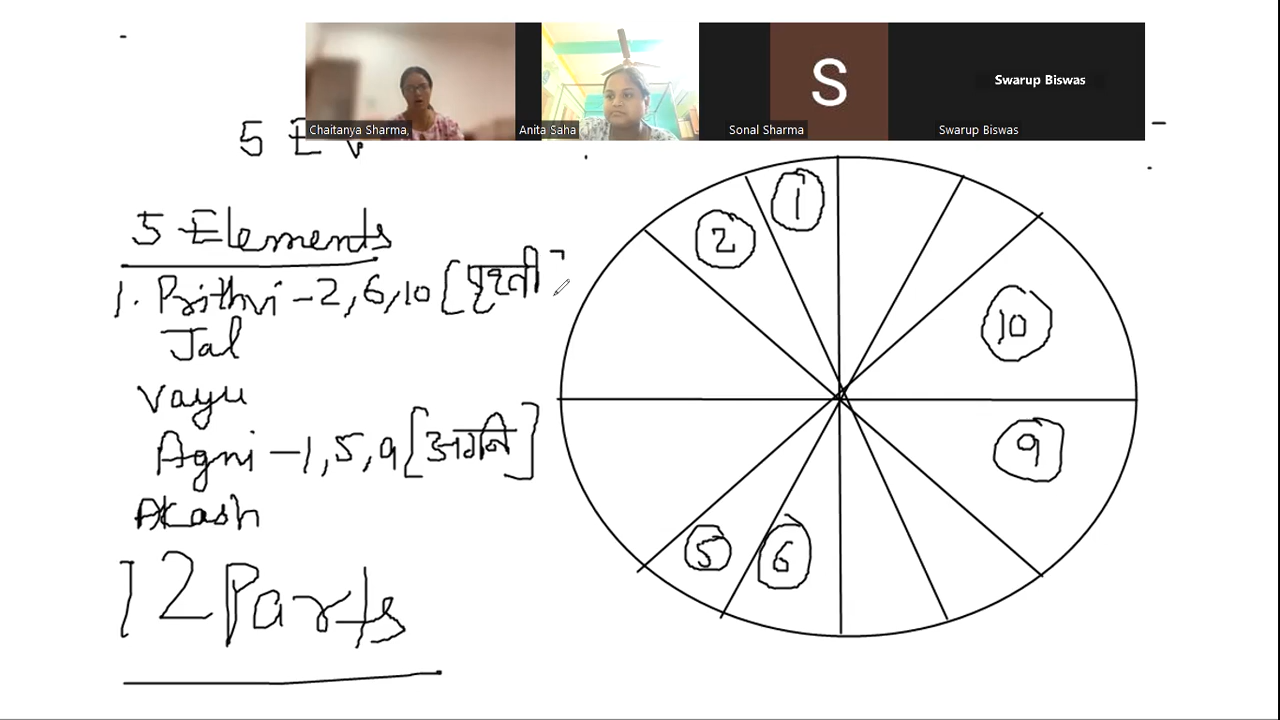 Chaitanya Sharma,
Anita Saha
S
Sonal Sharma
Swarup Biswas
Swarup Biswas
5 E
5 Elements
1. Prithvi - 2, 6, 10 [पृथ्वी
Jal
Vayu
Agni - 1, 5, 9 [अग्नि]
Akash
12 Parts
1
2
10
9
5
6